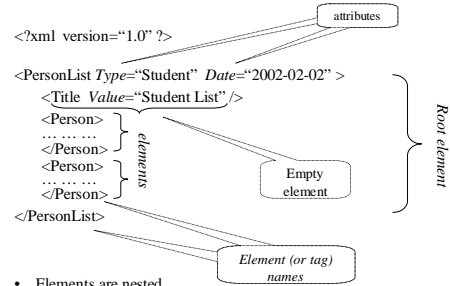 attributes
<?xml version=“1.0” ?>
<PersonList Type=“Student” Date=“2002-02-02” >
<Title Value=“Student List” />
<Person>
… … …
</Person>
<Person>
… … …
</Person>
</PersonList>
elements
Empty
element
Root element
Element (or tag)
names
• Elements are nested